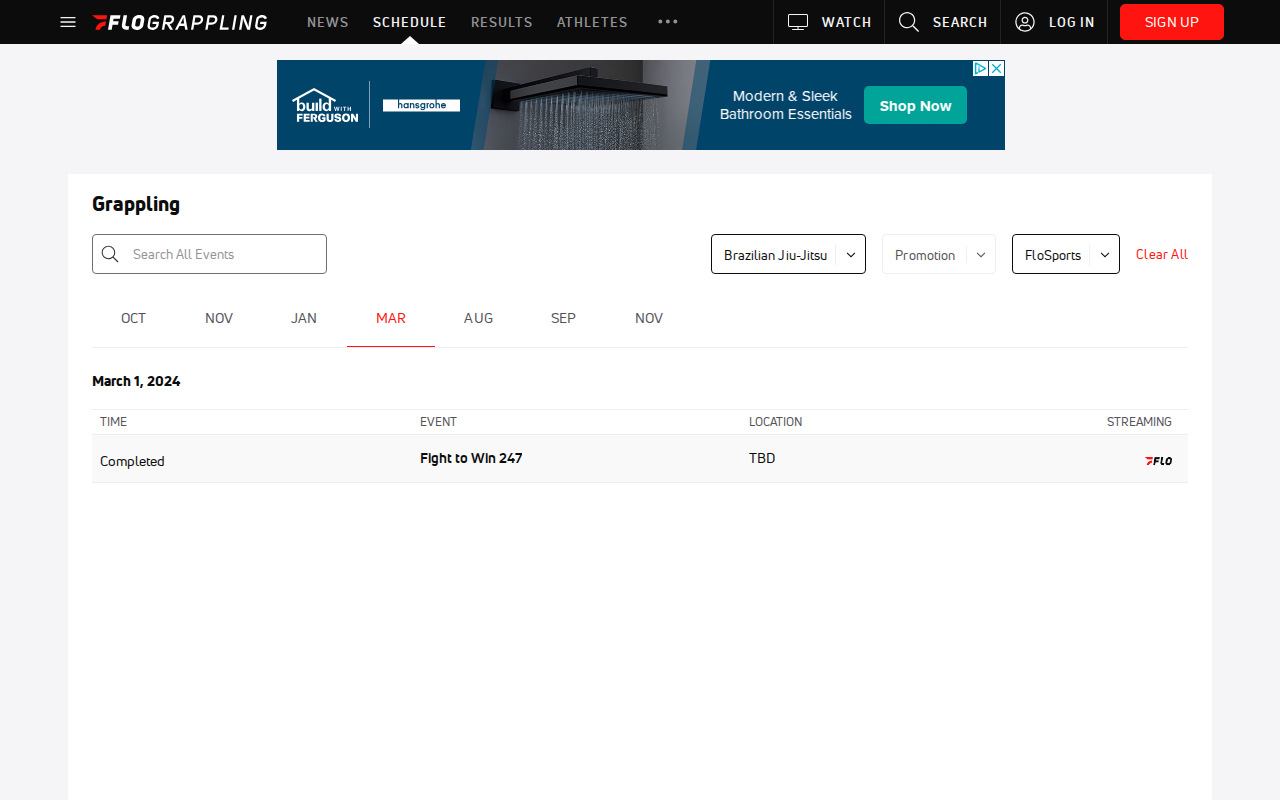 FLOGRAPPLING NEWS SCHEDULE RESULTS ATHLETES WATCH SEARCH LOG IN SIGN UP
build WITH FERGUSON
hansgrohe
Modern & Sleek
Bathroom Essentials
Shop Now
Grappling
Search All Events Brazilian Jiu-Jitsu Promotion FloSports Clear All
OCT NOV JAN MAR AUG SEP NOV
March 1, 2024
TIME EVENT LOCATION STREAMING
Completed Fight to Win 247 TBD FLO